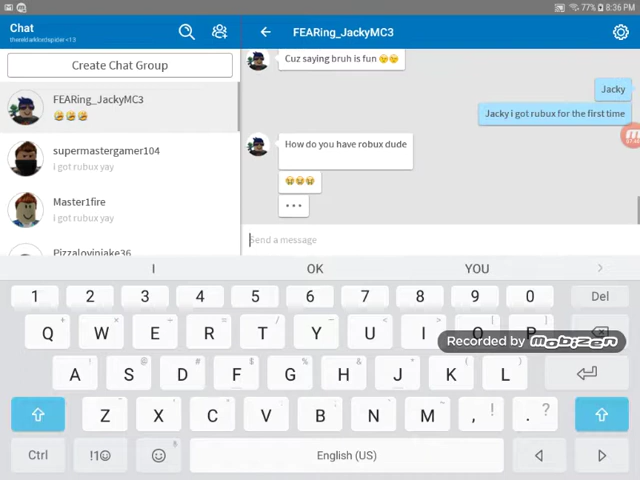 77% 8:36 PM
Chat
FEARing_JackyMC3
Create Chat Group
FEARing_JackyMC3
supermastergamer104
i got rubux yay
Master1fire
i got rubux yay
Pizzalovinjake36
Cuz saying bruh is fun
Jacky
Jacky i got rubux for the first time
How do you have robux dude
...
Send a message
I OK YOU
1 2 3 4 5 6 7 8 9 0 Del
Q W E R T Y U I O P
Recorded by mobizen
A S D F G H J K L
Z X C V B N M , ! . ?
Ctrl !1☺ English (US)